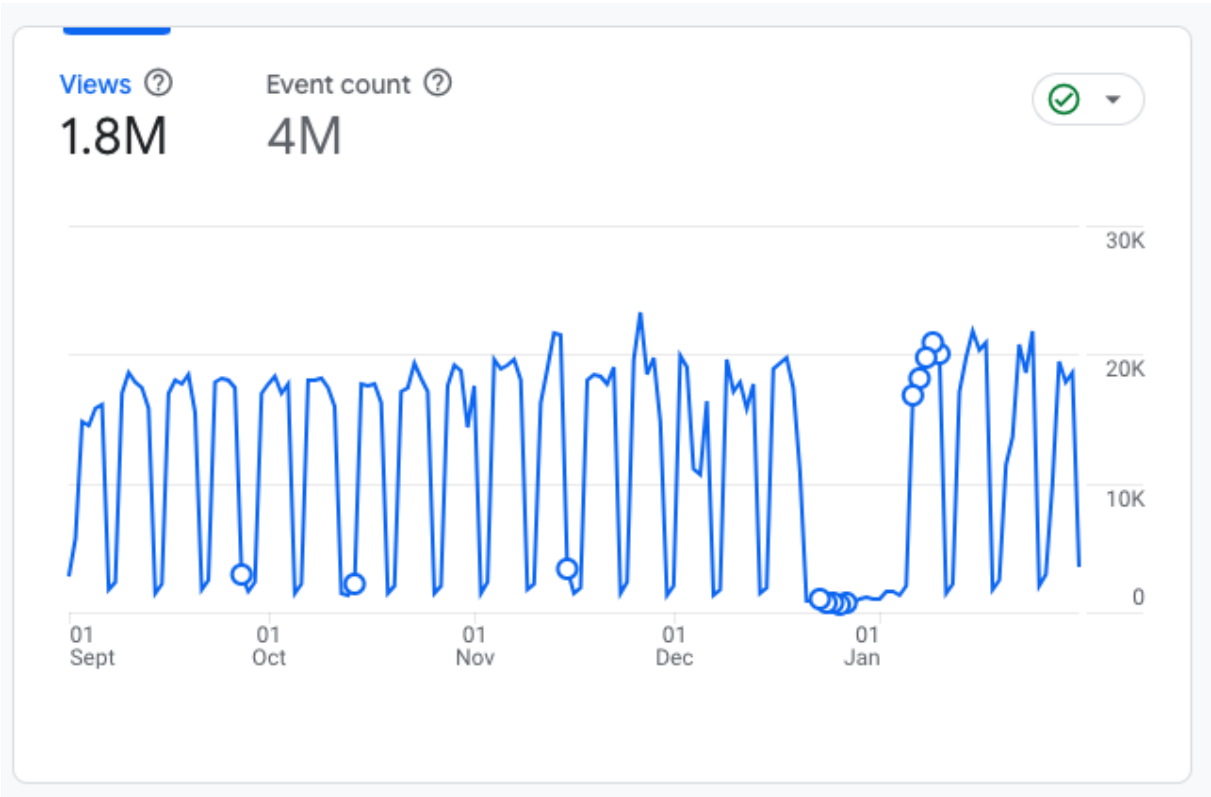 Views
Event count
1.8M
4M
30K
20K
10K
0
01
Sept
01
Oct
01
Nov
01
Dec
01
Jan